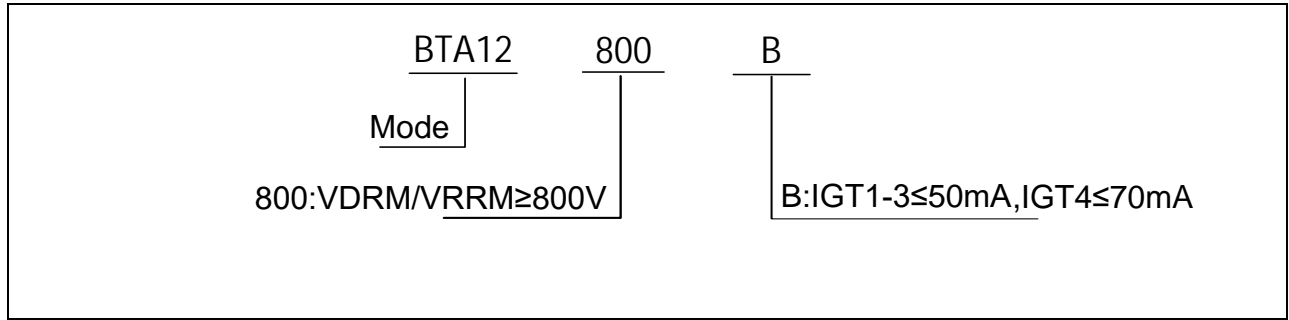 BTA12 800 B
Mode
800:VDRM/VRRM≥800V B:IGT1-3≤50mA,IGT4≤70mA